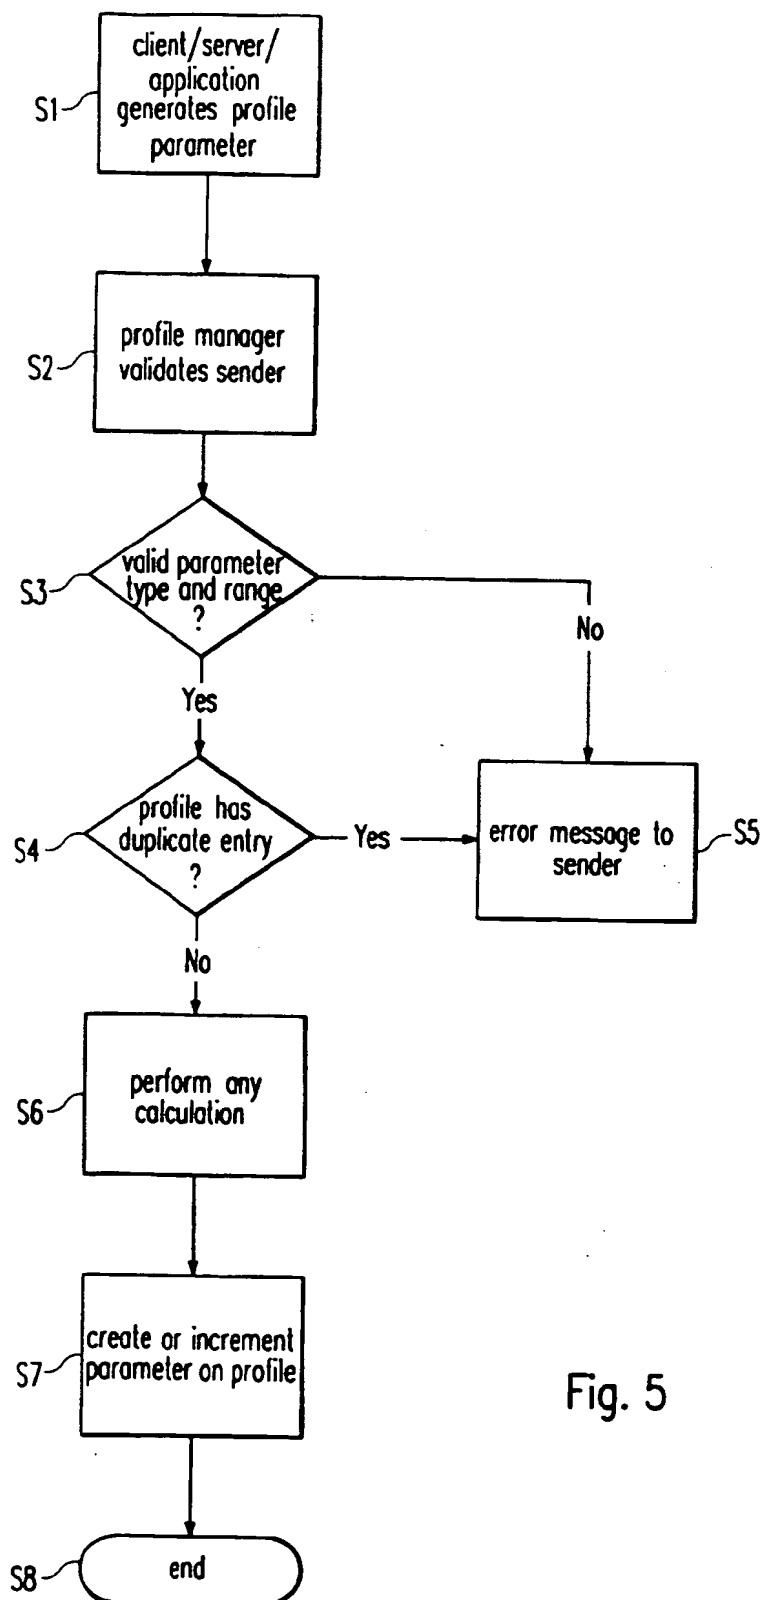 client/server/
application
generates profile
parameter
S1
profile manager
validates sender
S2
valid parameter
type and range
?
S3
No
Yes
profile has
duplicate entry
?
S4
Yes
error message to
sender
S5
No
perform any
calculation
S6
create or increment
parameter on profile
S7
Fig. 5
end
S8